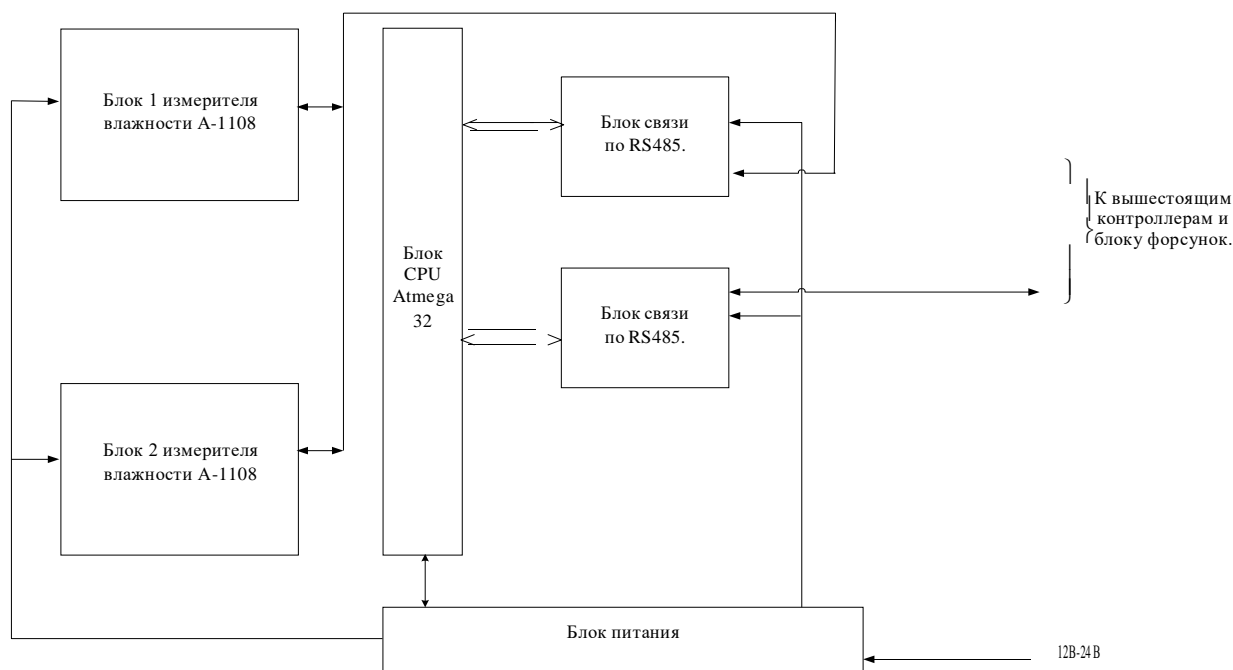 Блок 1 измерителя
влажности А-1108
Блок связи
по RS485.
К вышестоящим
контроллерам и
блоку форсунок.
Блок
CPU
Atmega
32
Блок связи
по RS485.
Блок 2 измерителя
влажности А-1108
Блок питания
12В-24В